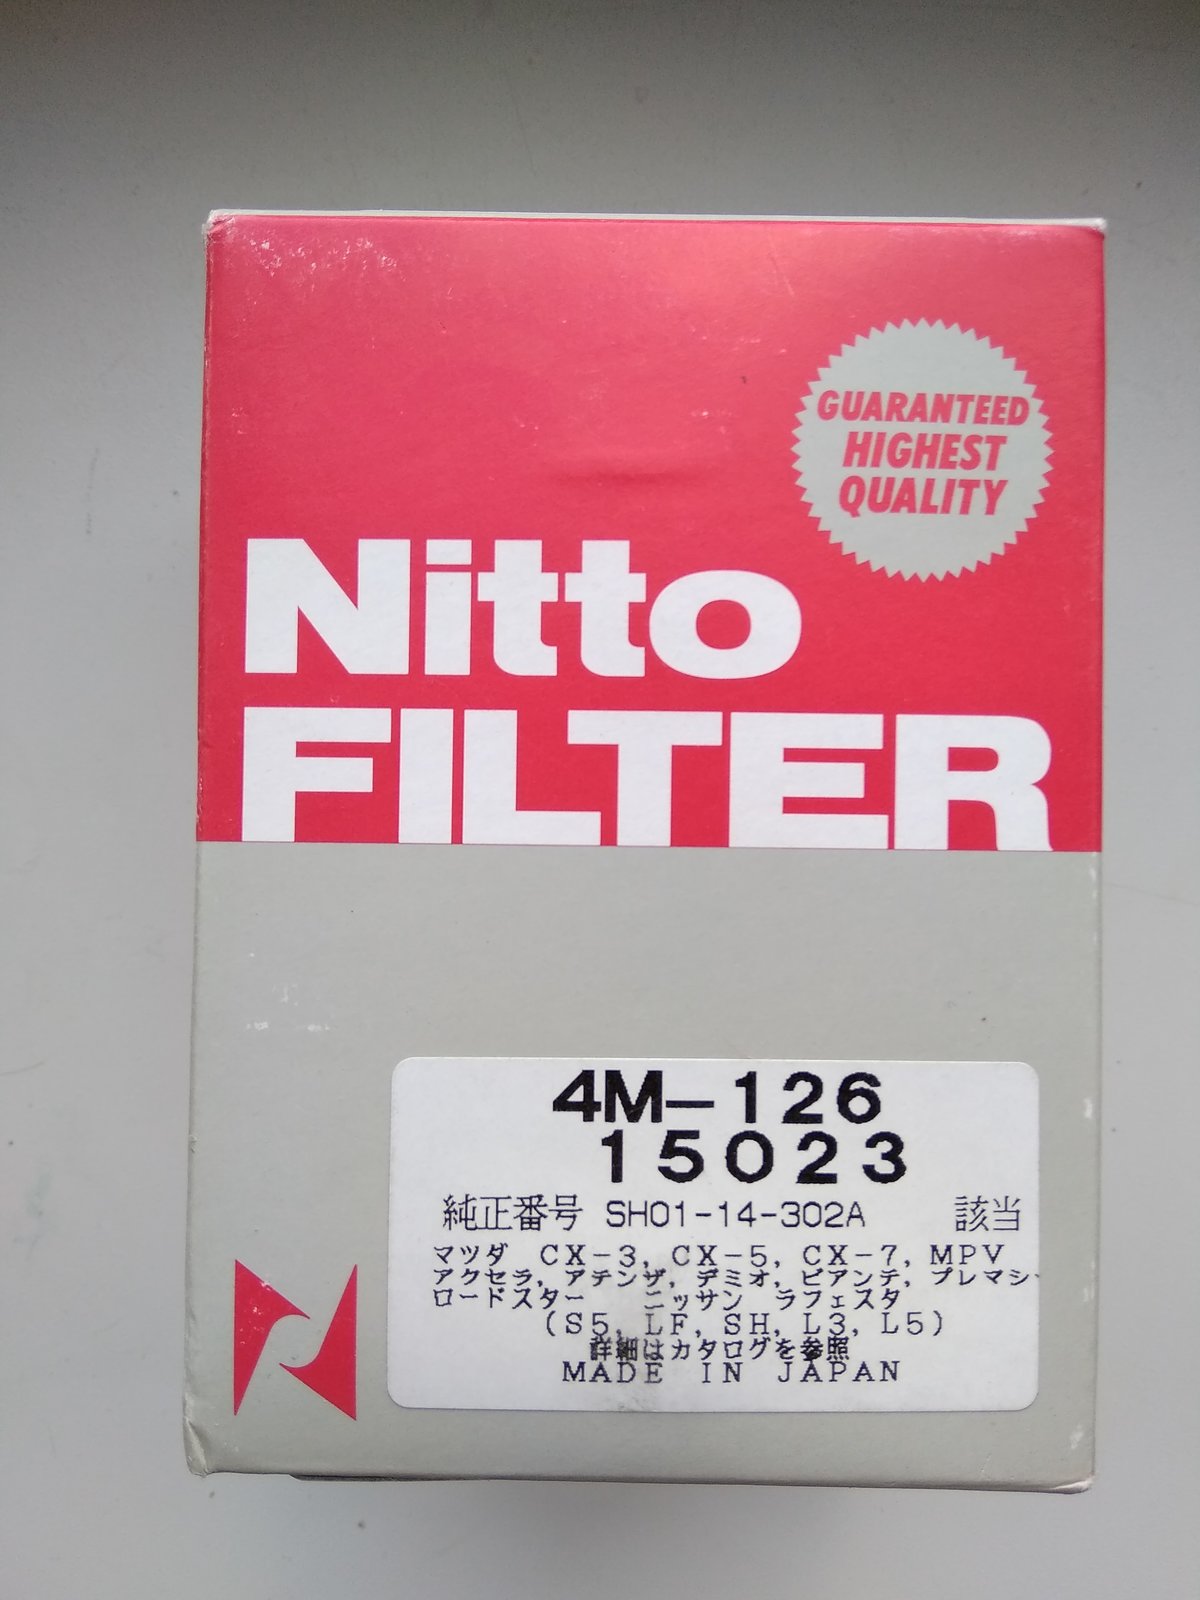 GUARANTEED
HIGHEST
QUALITY
Nitto
FILTER
4M-126
15023
純正番号 SH01-14-302A 該当
マツダ CX-3, CX-5, CX-7, MPV
アクセラ, アテンザ, デミオ, ビアンテ, プレマシ
ロードスター ニッサン ラフェスタ
(S5, LF, SH, L3, L5)
詳細はカタログを参照
MADE IN JAPAN